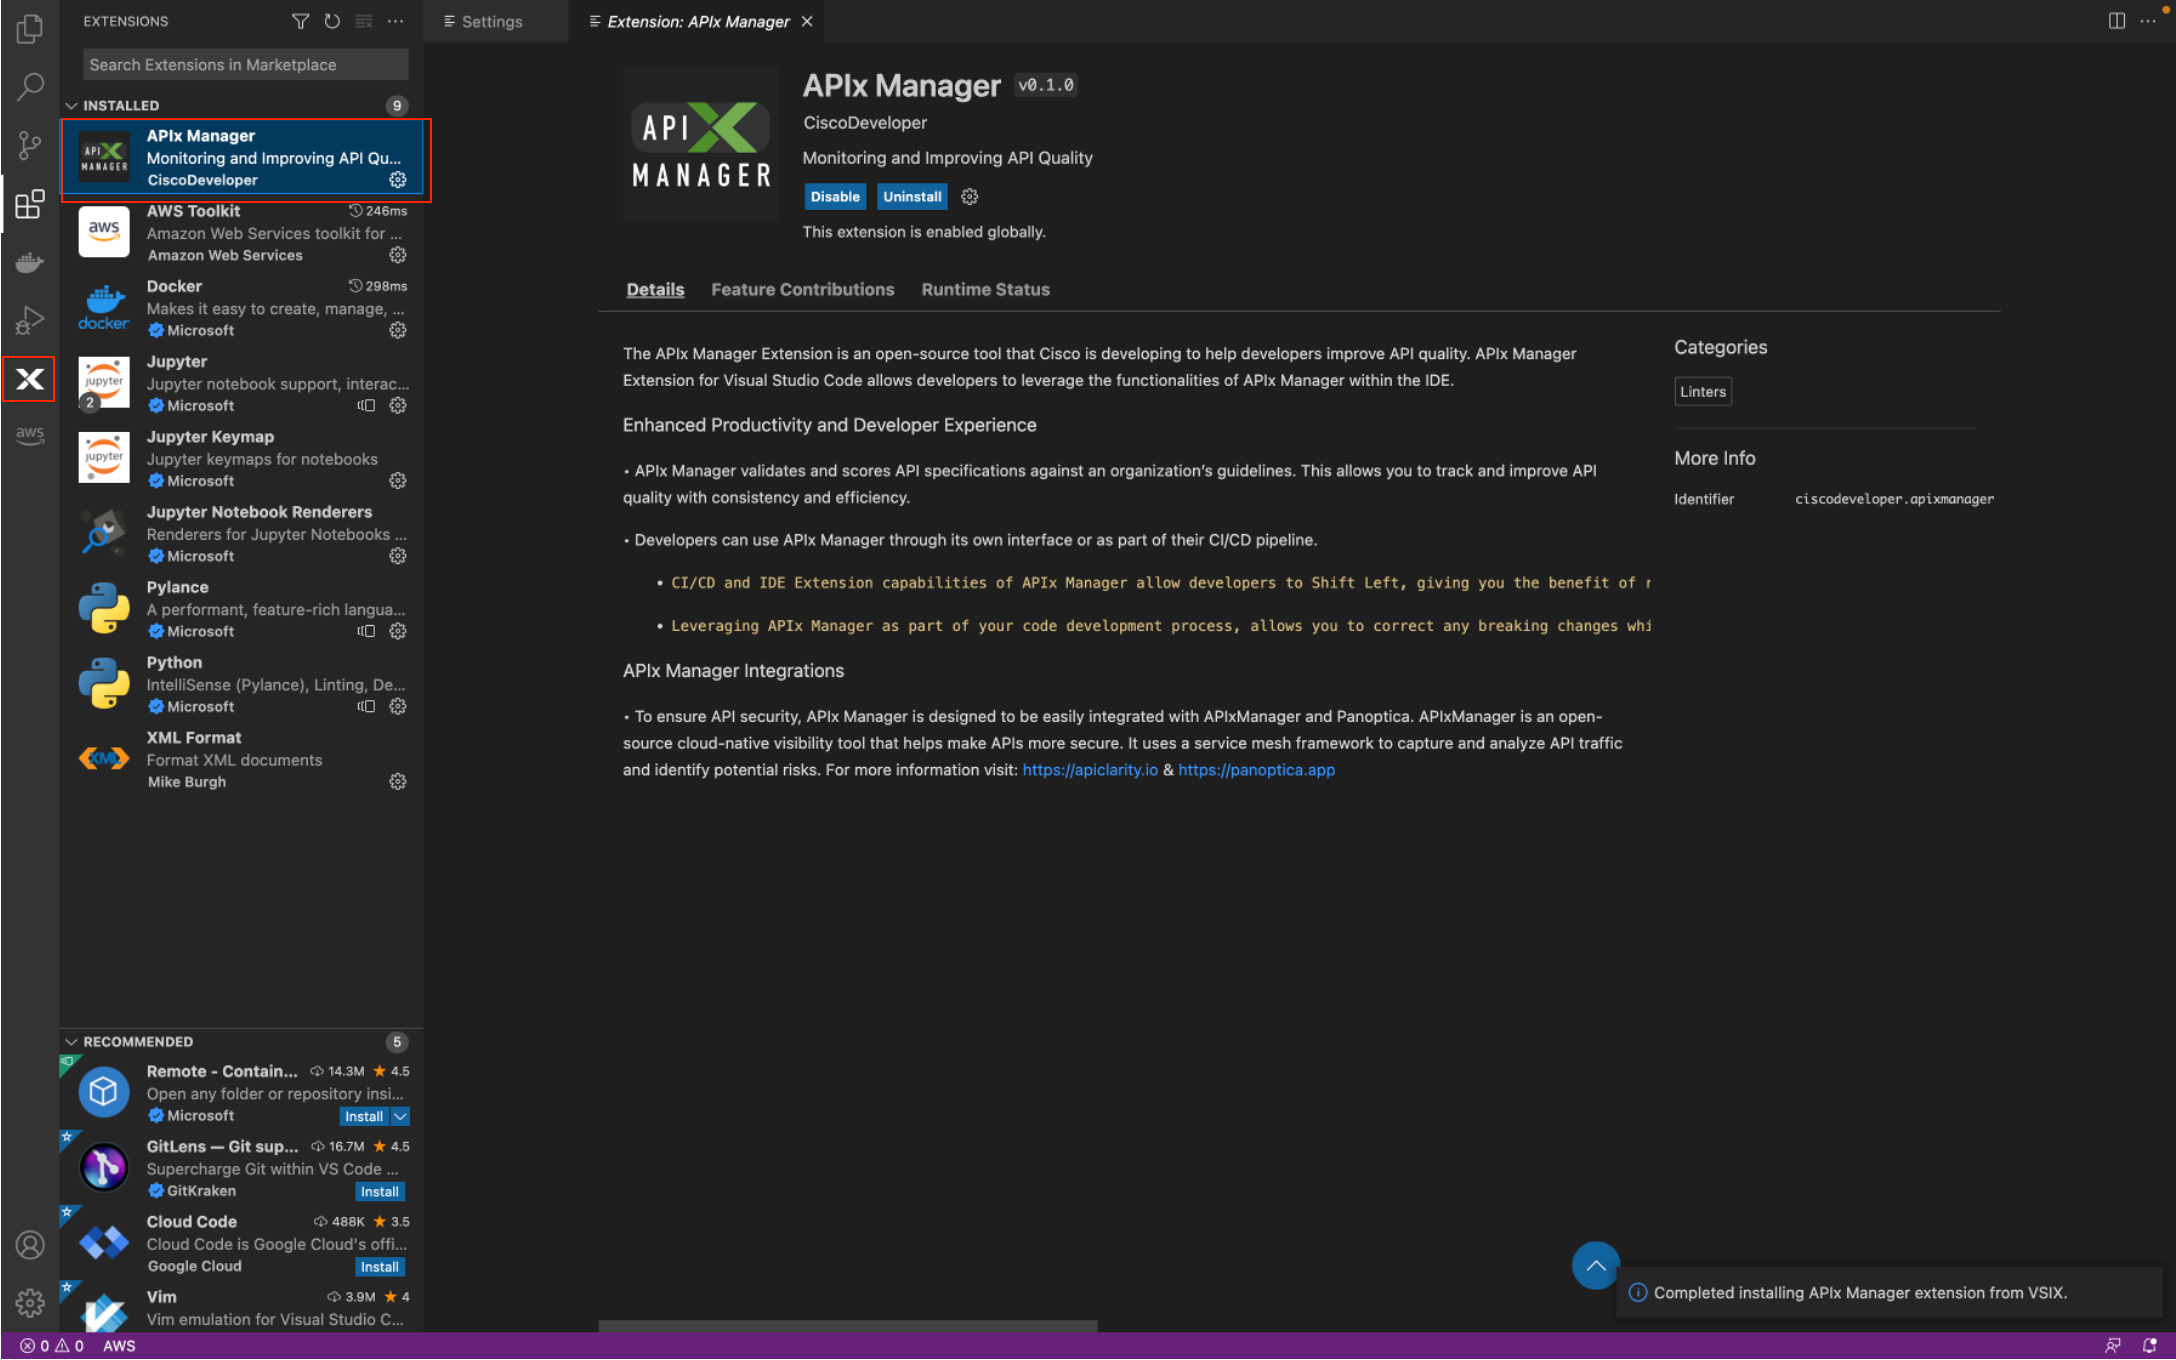 EXTENSIONS
Search Extensions in Marketplace
INSTALLED 9
APIx Manager
Monitoring and Improving API Qu...
CiscoDeveloper
API X MANAGER
AWS Toolkit 246ms
Amazon Web Services toolkit for ...
Amazon Web Services
aws
Docker 298ms
Makes it easy to create, manage, ...
Microsoft
docker
Jupyter
Jupyter notebook support, interac...
Microsoft
jupyter
2
Jupyter Keymap
Jupyter keymaps for notebooks
Microsoft
jupyter
Jupyter Notebook Renderers
Renderers for Jupyter Notebooks ...
Microsoft
Pylance
A performant, feature-rich langua...
Microsoft
Python
IntelliSense (Pylance), Linting, De...
Microsoft
XML Format
Format XML documents
Mike Burgh
XML
aws
RECOMMENDED 5
Remote - Contain... 14.3M 4.5
Open any folder or repository insi...
Microsoft Install
GitLens — Git sup... 16.7M 4.5
Supercharge Git within VS Code ...
GitKraken Install
Cloud Code 488K 3.5
Cloud Code is Google Cloud's offi...
Google Cloud Install
Vim 3.9M 4
Vim emulation for Visual Studio C...
Settings
Extension: APIx Manager
API X
MANAGER
APIx Manager v0.1.0
CiscoDeveloper
Monitoring and Improving API Quality
Disable Uninstall
This extension is enabled globally.
Details Feature Contributions Runtime Status
The APIx Manager Extension is an open-source tool that Cisco is developing to help developers improve API quality. APIx Manager
Extension for Visual Studio Code allows developers to leverage the functionalities of APIx Manager within the IDE.
Enhanced Productivity and Developer Experience
• APIx Manager validates and scores API specifications against an organization's guidelines. This allows you to track and improve API
quality with consistency and efficiency.
• Developers can use APIx Manager through its own interface or as part of their CI/CD pipeline.
• CI/CD and IDE Extension capabilities of APIx Manager allow developers to Shift Left, giving you the benefit of
• Leveraging APIx Manager as part of your code development process, allows you to correct any breaking changes whi
APIx Manager Integrations
• To ensure API security, APIx Manager is designed to be easily integrated with APIxManager and Panoptica. APIxManager is an open-
source cloud-native visibility tool that helps make APIs more secure. It uses a service mesh framework to capture and analyze API traffic
and identify potential risks. For more information visit: https://apiclarity.io & https://panoptica.app
Categories
Linters
More Info
Identifier ciscodeveloper.apixmanager
Completed installing APIx Manager extension from VSIX.
0 0 AWS